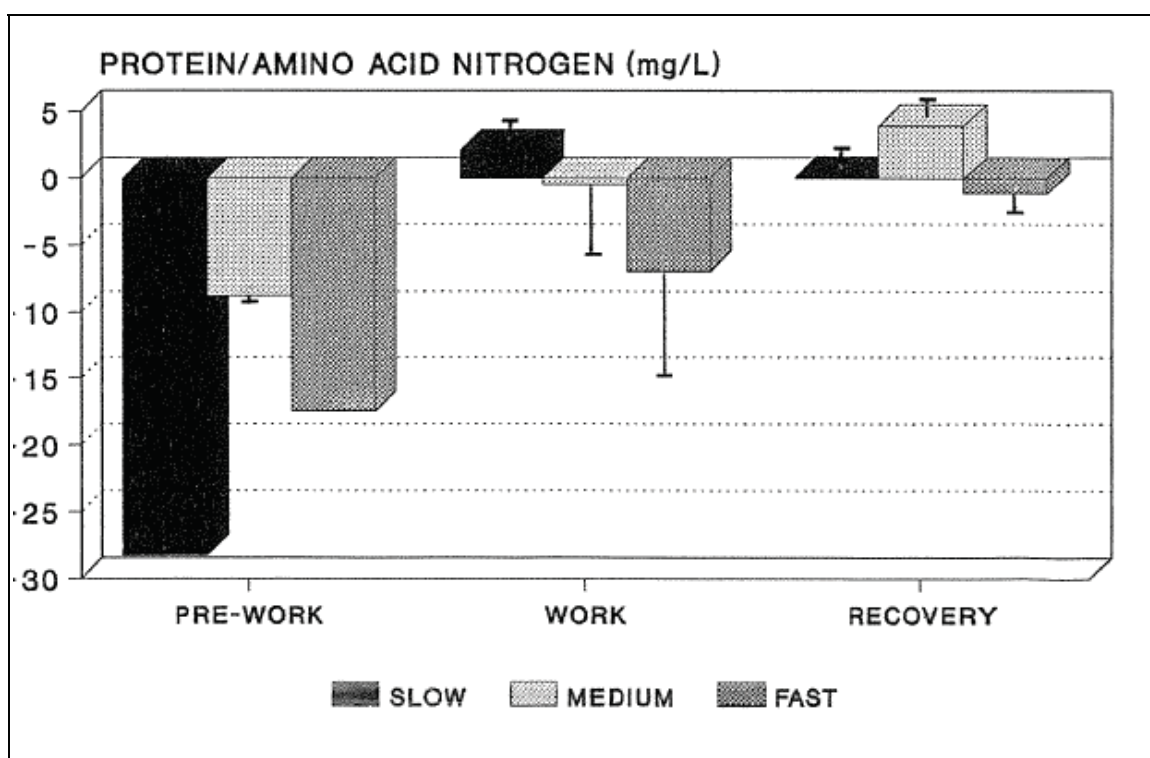 PROTEIN/AMINO ACID NITROGEN (mg/L)
5
0
-5
-10
-15
-20
-25
-30
PRE-WORK WORK RECOVERY
SLOW MEDIUM FAST